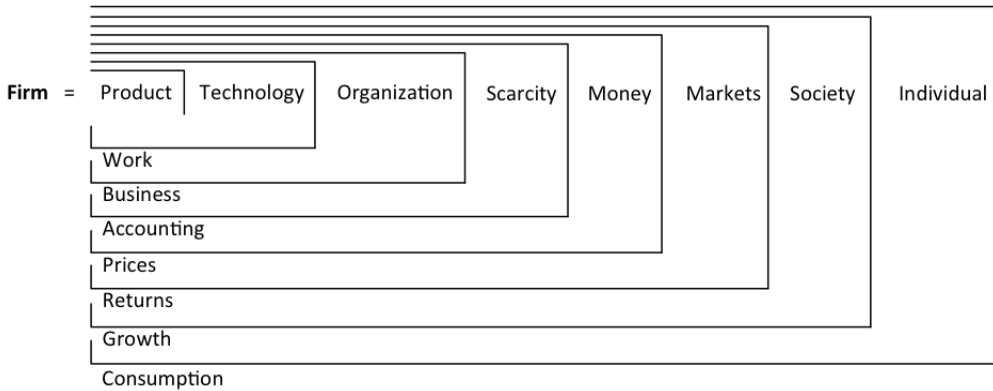 Firm = Product Technology Organization Scarcity Money Markets Society Individual
Work
Business
Accounting
Prices
Returns
Growth
Consumption